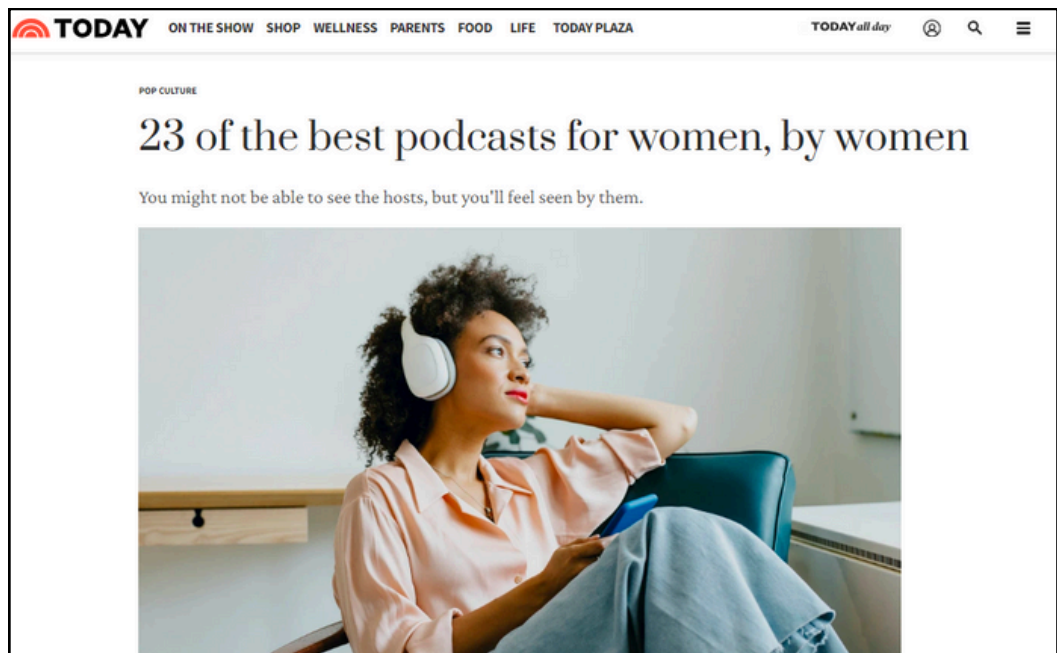 TODAY ON THE SHOW SHOP WELLNESS PARENTS FOOD LIFE TODAY PLAZA TODAY all day
POP CULTURE
23 of the best podcasts for women, by women
You might not be able to see the hosts, but you'll feel seen by them.